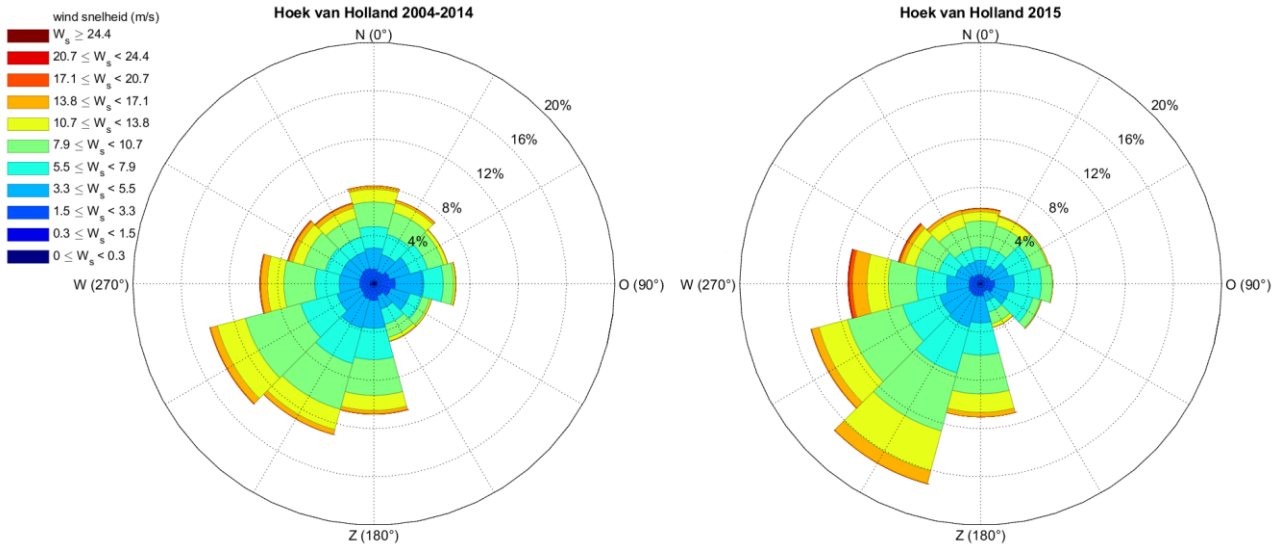 wind snelheid (m/s)
W_s ≥ 24.4
20.7 ≤ W_s < 24.4
17.1 ≤ W_s < 20.7
13.8 ≤ W_s < 17.1
10.7 ≤ W_s < 13.8
7.9 ≤ W_s < 10.7
5.5 ≤ W_s < 7.9
3.3 ≤ W_s < 5.5
1.5 ≤ W_s < 3.3
0.3 ≤ W_s < 1.5
0 ≤ W_s < 0.3
Hoek van Holland 2004-2014
N (0°)
20%
16%
12%
8%
4%
W (270°)
O (90°)
Z (180°)
Hoek van Holland 2015
N (0°)
20%
16%
12%
8%
4%
W (270°)
O (90°)
Z (180°)